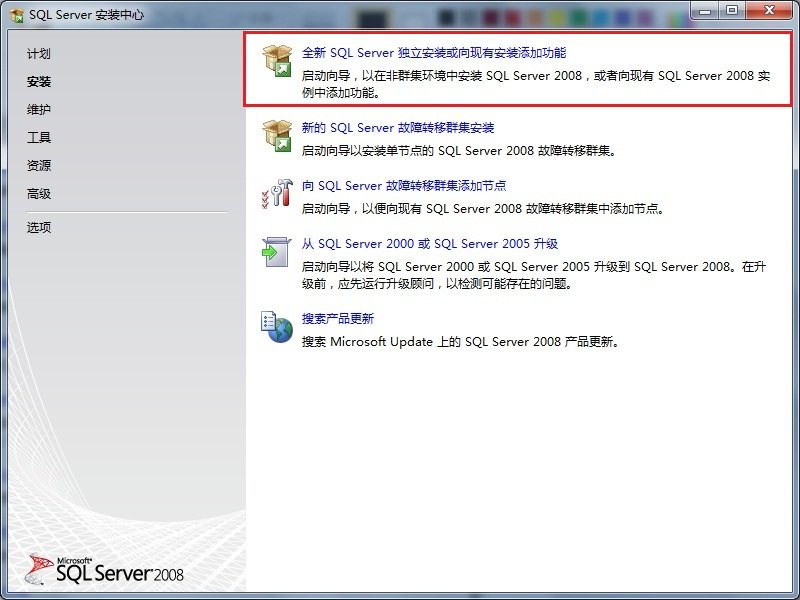 SQL Server 安装中心
计划
安装
维护
工具
资源
高级
选项
全新 SQL Server 独立安装或向现有安装添加功能
启动向导，以在非群集环境中安装 SQL Server 2008，或者向现有 SQL Server 2008 实
例中添加功能。
新的 SQL Server 故障转移群集安装
启动向导以安装单节点的 SQL Server 2008 故障转移群集。
向 SQL Server 故障转移群集添加节点
启动向导，以便向现有 SQL Server 2008 故障转移群集中添加节点。
从 SQL Server 2000 或 SQL Server 2005 升级
启动向导以将 SQL Server 2000 或 SQL Server 2005 升级到 SQL Server 2008。在升
级前，应先运行升级顾问，以检测可能存在的问题。
搜索产品更新
搜索 Microsoft Update 上的 SQL Server 2008 产品更新。
Microsoft®
SQL Server 2008